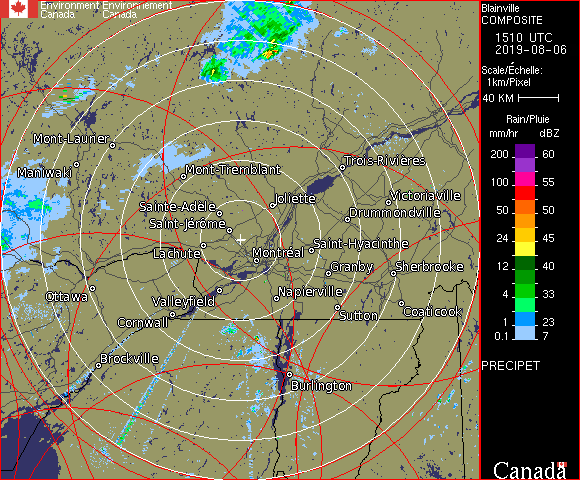 Environment Environnement
Canada Canada
Blainville
COMPOSITE
1510 UTC
2019-08-06
Scale/Échelle:
1km/Pixel
40 KM
Rain/Pluie
mm/hr dBZ
200 60
100 55
50 50
24 45
12 40
4 33
1 23
0.1 7
PRECIPET
Mont-Laurier
Maniwaki
Mont-Tremblant
Trois-Rivières
Joliette
Victoriaville
Sainte-Adèle
Drummondville
Saint-Jérôme
Saint-Hyacinthe
Lachute
Montréal
Granby
Sherbrooke
Ottawa
Valleyfield
Napierville
Cornwall
Sutton
Coaticook
Brockville
Burlington
Canada